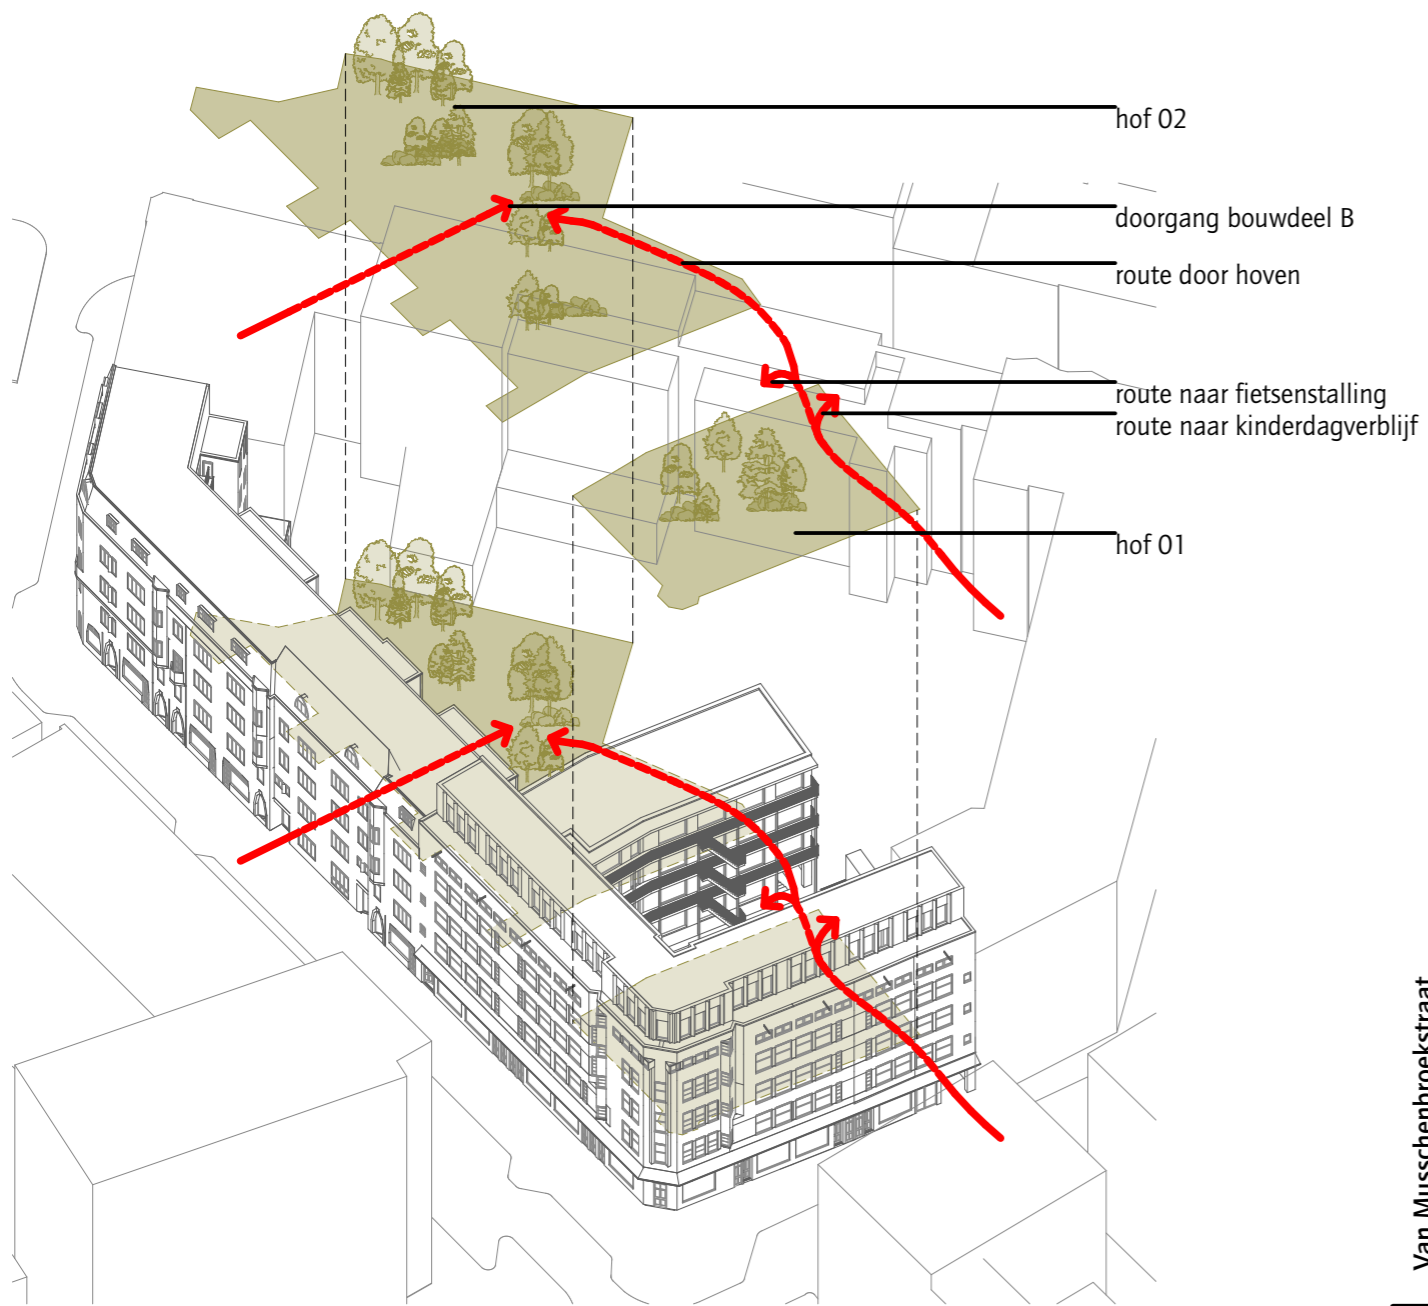 hof 02
doorgang bouwdeel B
route door hoven
route naar fietsenstalling
route naar kinderdagverblijf
hof 01
Van Musschenbroekstraat